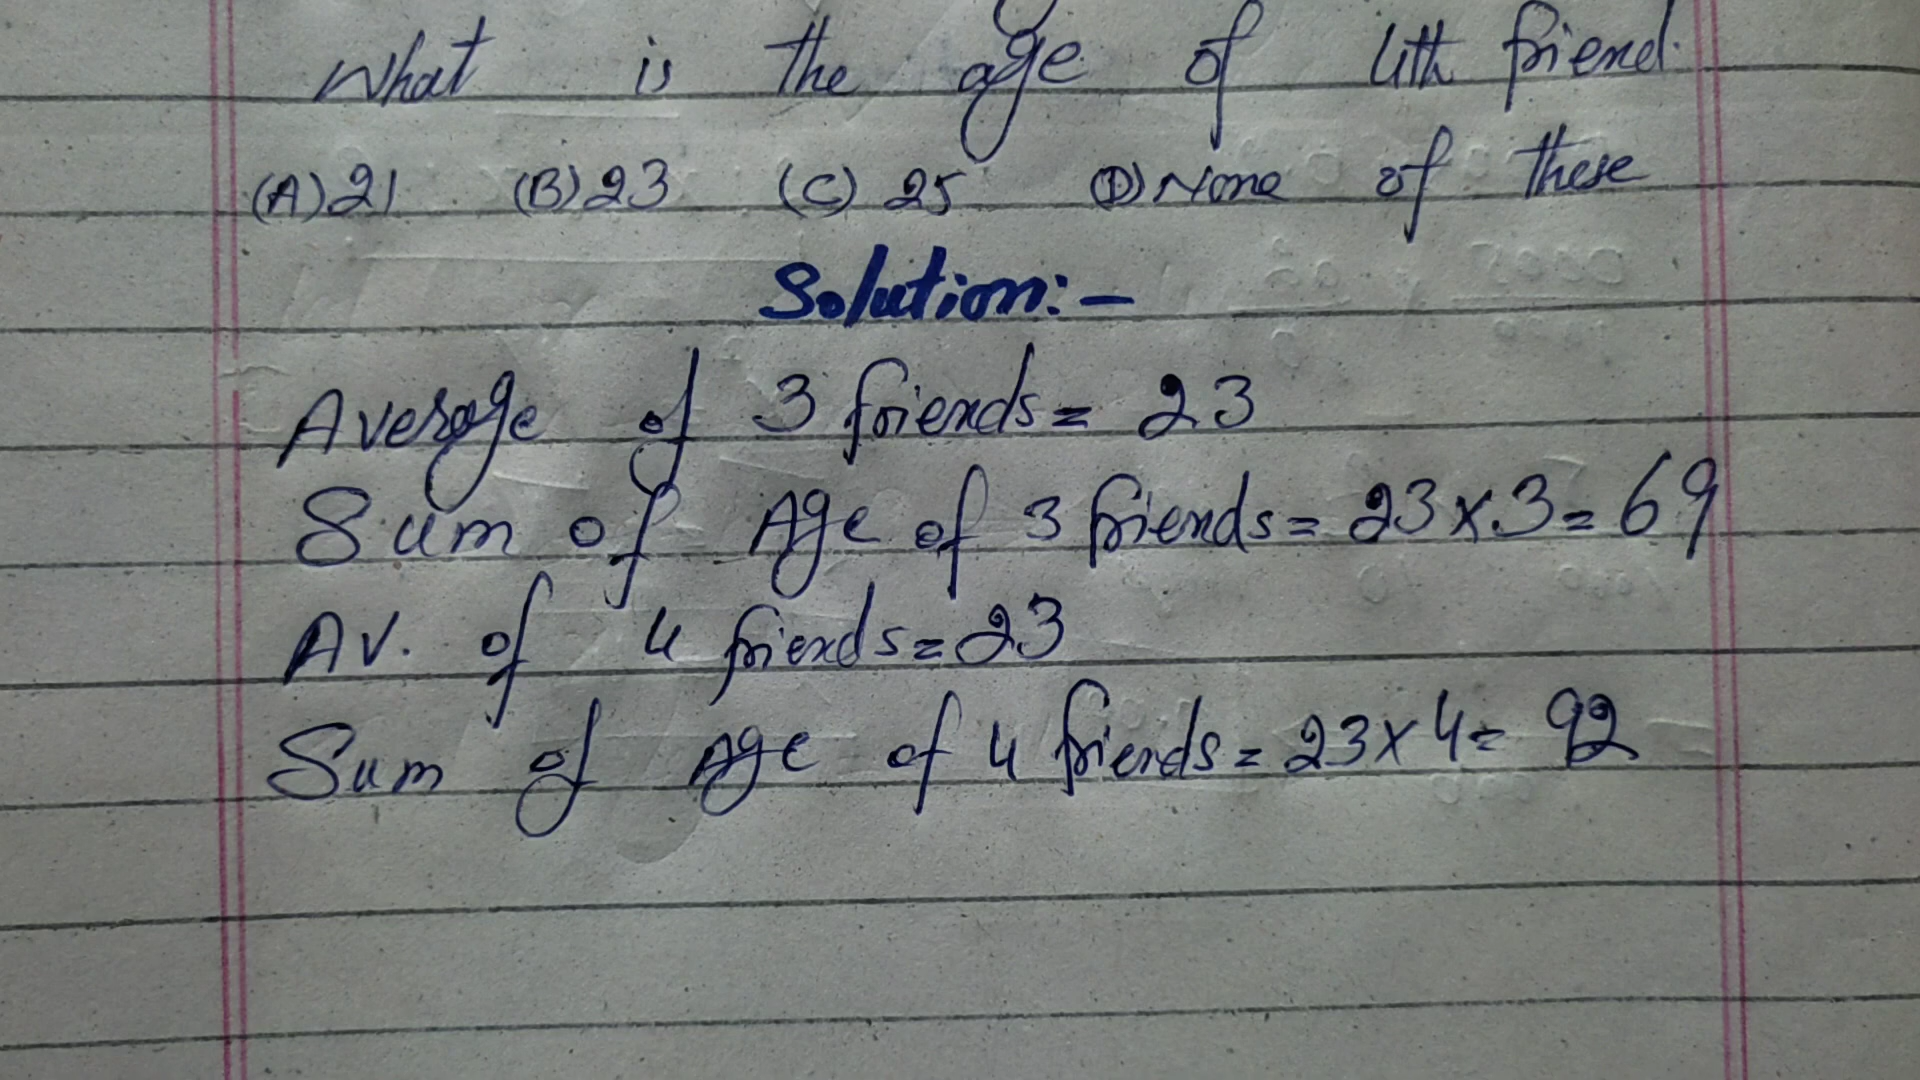 What is the age of 4th friend.
(A) 21 (B) 23 (C) 25 (D) None of these
Solution:-
Average of 3 friends = 23
Sum of Age of 3 friends = 23 x 3 = 69
AV. of 4 friends = 23
Sum of Age of 4 friends = 23 x 4 = 92